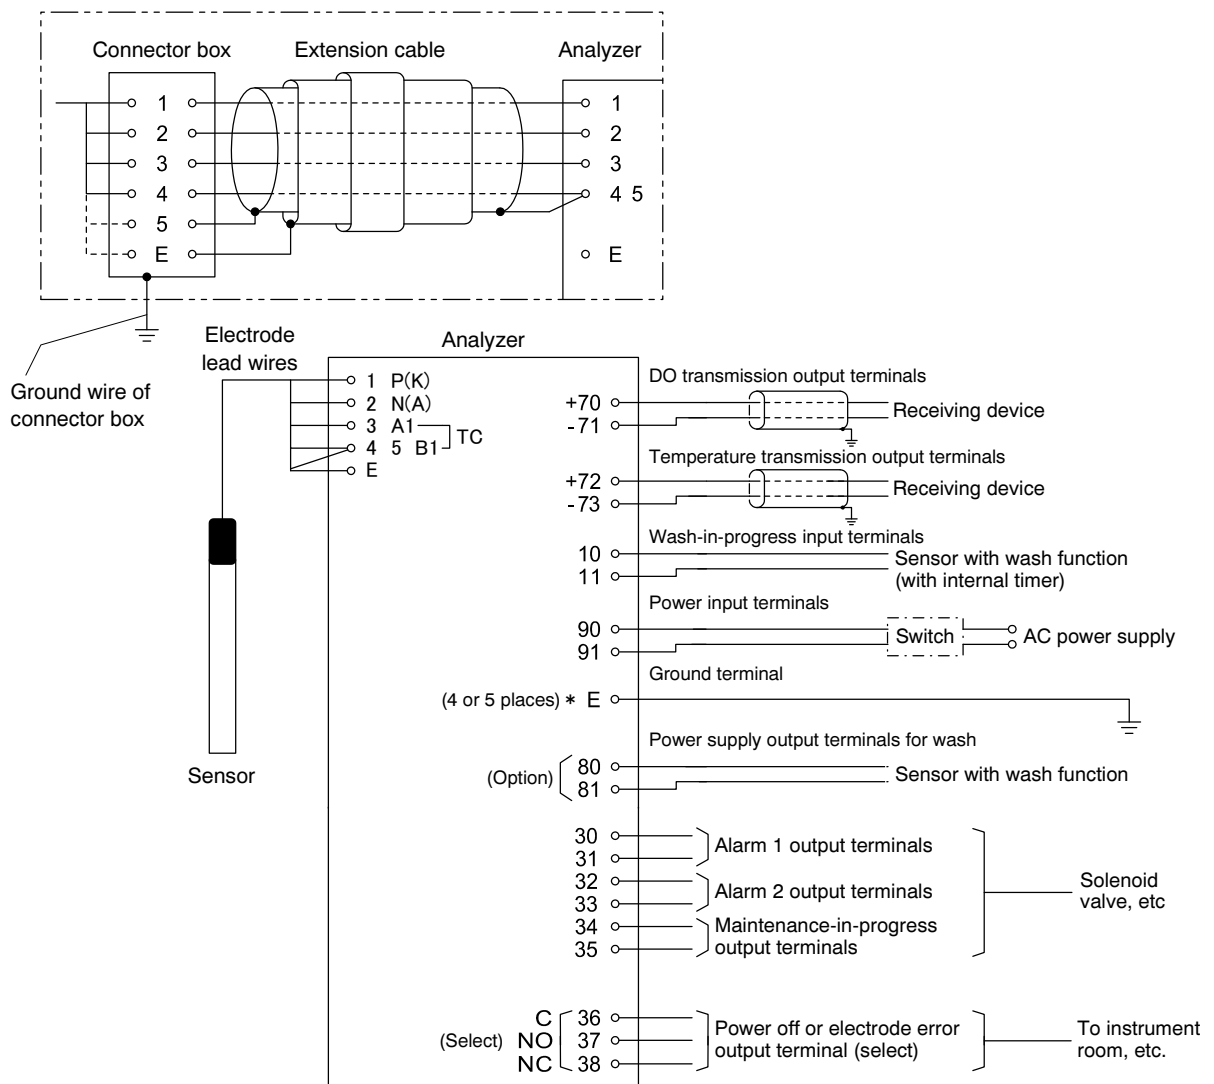 Connector box
Extension cable
Analyzer
1
1
2
2
3
3
4
4 5
5
E
E
Ground wire of
connector box
Electrode
lead wires
Analyzer
1 P(K)
2 N(A)
3 A1
4 5 B1
TC
E
Sensor
DO transmission output terminals
+70
-71
Receiving device
Temperature transmission output terminals
+72
-73
Receiving device
Wash-in-progress input terminals
10
11
Sensor with wash function
(with internal timer)
Power input terminals
90
91
Switch
AC power supply
Ground terminal
(4 or 5 places) * E
Power supply output terminals for wash
(Option)
80
81
Sensor with wash function
30
31
Alarm 1 output terminals
32
33
Alarm 2 output terminals
34
35
Maintenance-in-progress
output terminals
Solenoid
valve, etc
(Select)
C 36
NO 37
NC 38
Power off or electrode error
output terminal (select)
To instrument
room, etc.